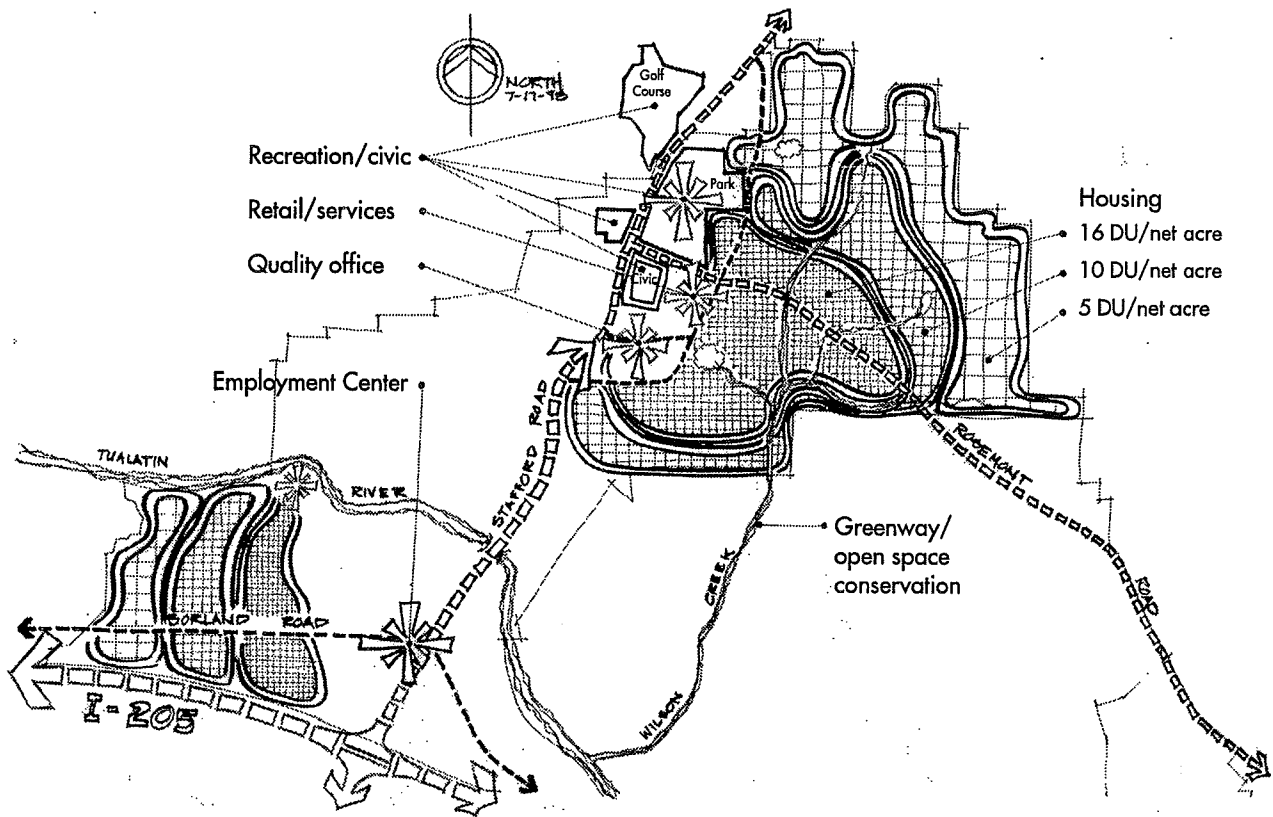 NORTH
7-17-98
Golf
Course
Recreation/civic
Park
Retail/services
Civic
Quality office
Housing
16 DU/net acre
10 DU/net acre
5 DU/net acre
Employment Center
STAFFORD ROAD
ROSEMONT
ROAD
TUALATIN
RIVER
Greenway/
open space
conservation
CREEK
WILSON
BORLAND ROAD
I-205